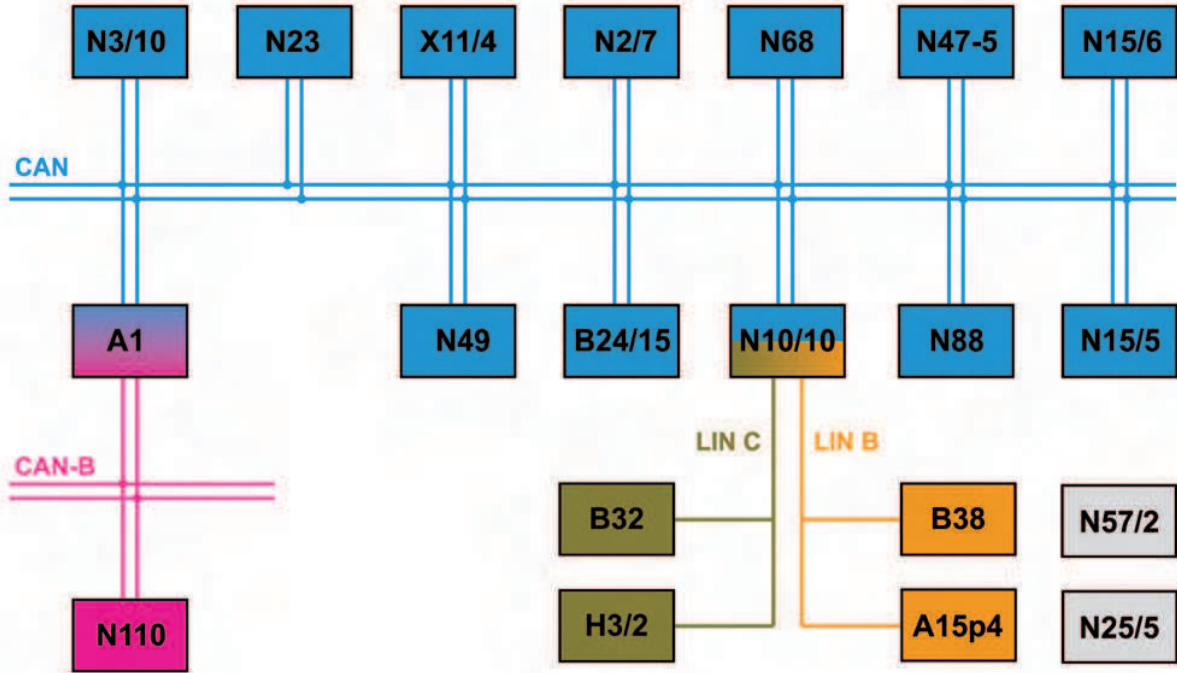 N3/10 N23 X11/4 N2/7 N68 N47-5 N15/6
CAN
A1 N49 B24/15 N10/10 N88 N15/5
LIN C LIN B
CAN-B
B32 B38 N57/2
N110 H3/2 A15p4 N25/5